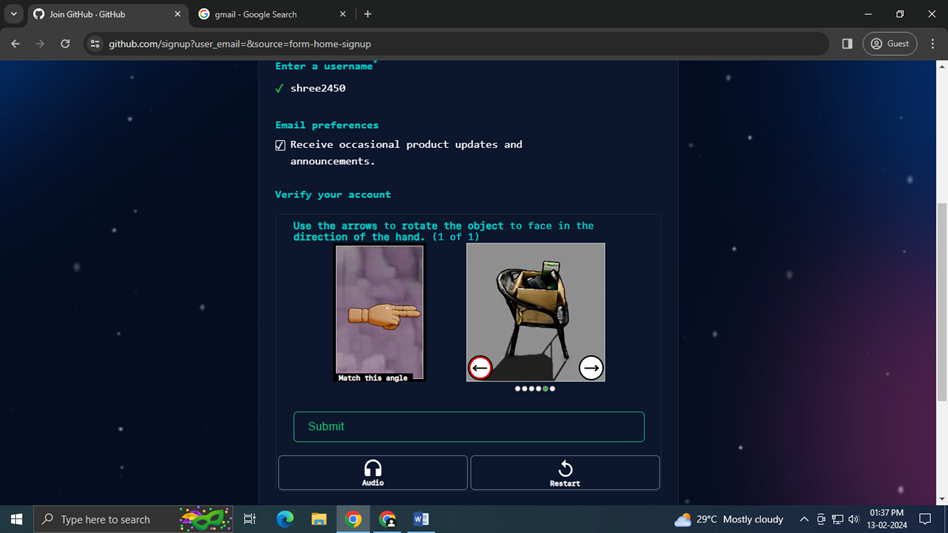 Join GitHub · GitHub
gmail - Google Search
github.com/signup?user_email=&source=form-home-signup
Guest
Enter a username*
✓ shree2450
Email preferences
Receive occasional product updates and
announcements.
Verify your account
Use the arrows to rotate the object to face in the
direction of the hand. (1 of 1)
Match this angle
Submit
Audio
Restart
Type here to search
29°C Mostly cloudy
01:37 PM
13-02-2024